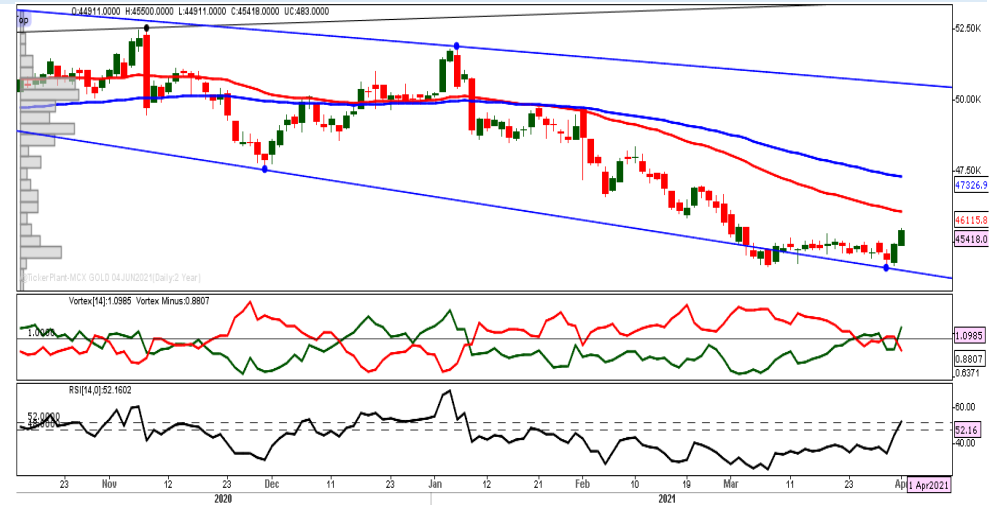 O:44911.0000 H:45500.0000 L:44911.0000 C:45418.0000 UC:483.0000
52.50K
50.00K
47.50K
47326.9
46115.8
45418.0
TickerPlant-MCX GOLD 04JUN2021(Daily:2 Year)
Vortex[14]:1.0985 Vortex Minus:0.8807
1.0000
1.0985
0.8807
0.6371
RSI[14,0]:52.1602
52.0000
60.00
52.16
40.00
23 Nov 12 23 Dec 11 23 Jan 12 21 Feb 10 19 Mar 11 23 Apr 1 Apr2021
2020 2021